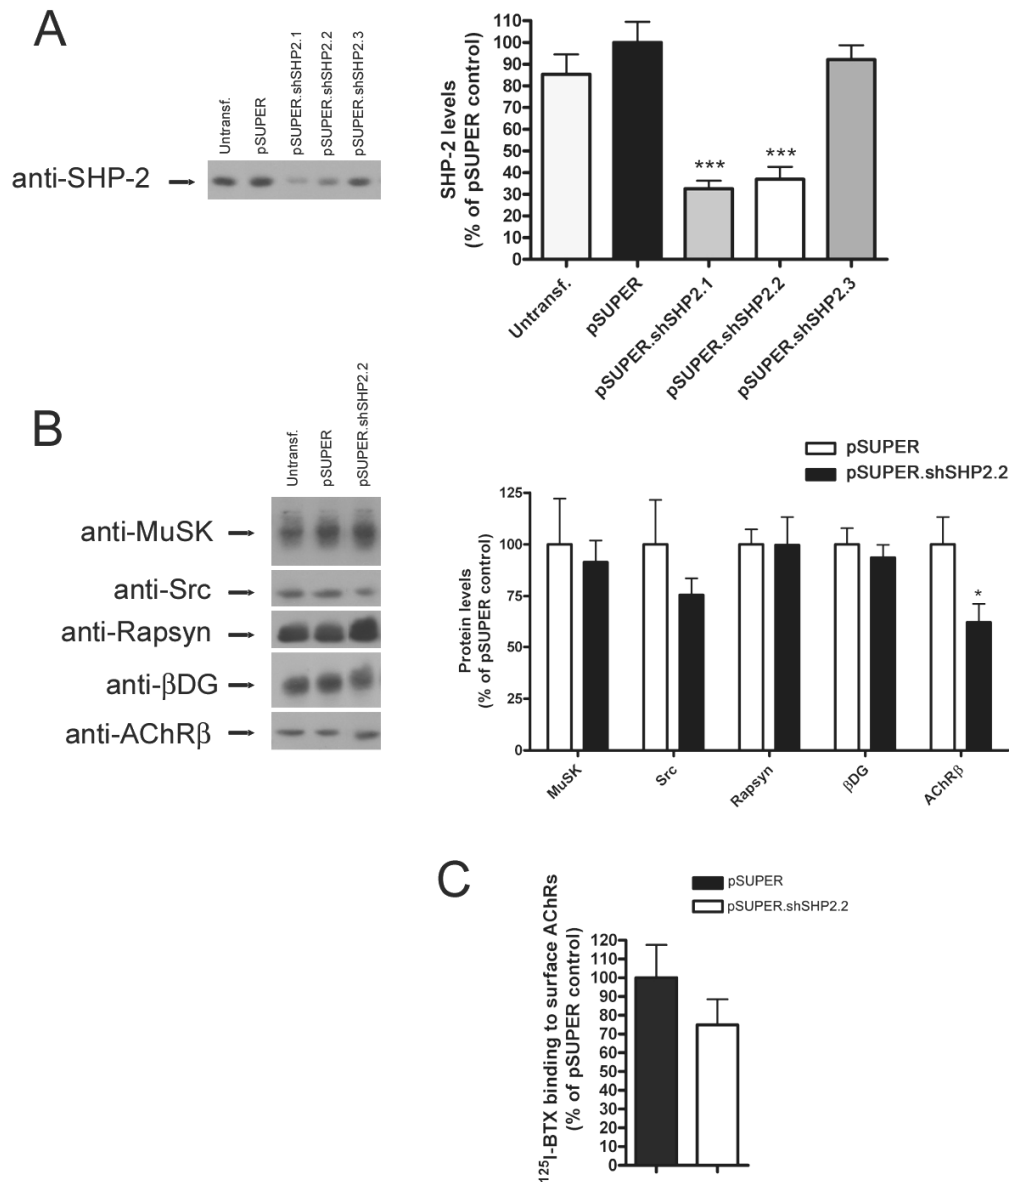 A
Untransf.
pSUPER
pSUPER.shSHP2.1
pSUPER.shSHP2.2
pSUPER.shSHP2.3
anti-SHP-2
SHP-2 levels
(% of pSUPER control)
110
100
90
80
70
60
50
40
30
20
10
0
***
***
Untransf.
pSUPER
pSUPER.shSHP2.1
pSUPER.shSHP2.2
pSUPER.shSHP2.3
B
Untransf.
pSUPER
pSUPER.shSHP2.2
anti-MuSK
anti-Src
anti-Rapsyn
anti-βDG
anti-AChRβ
pSUPER
pSUPER.shSHP2.2
Protein levels
(% of pSUPER control)
125
100
75
50
25
0
*
MuSK
Src
Rapsyn
βDG
AChRβ
C
pSUPER
pSUPER.shSHP2.2
¹²⁵I-BTX binding to surface AChRs
(% of pSUPER control)
120
110
100
90
80
70
60
50
40
30
20
10
0